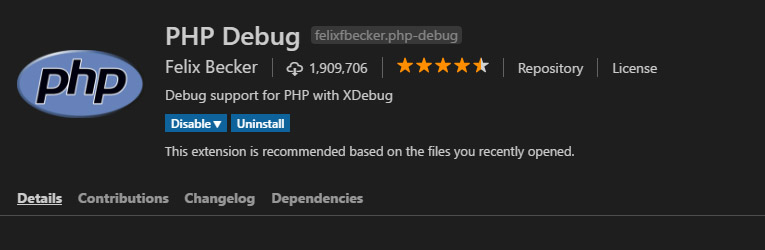 PHP Debug felixfbecker.php-debug
php
Felix Becker 1,909,706 Repository License
Debug support for PHP with XDebug
Disable▼ Uninstall
This extension is recommended based on the files you recently opened.
Details Contributions Changelog Dependencies